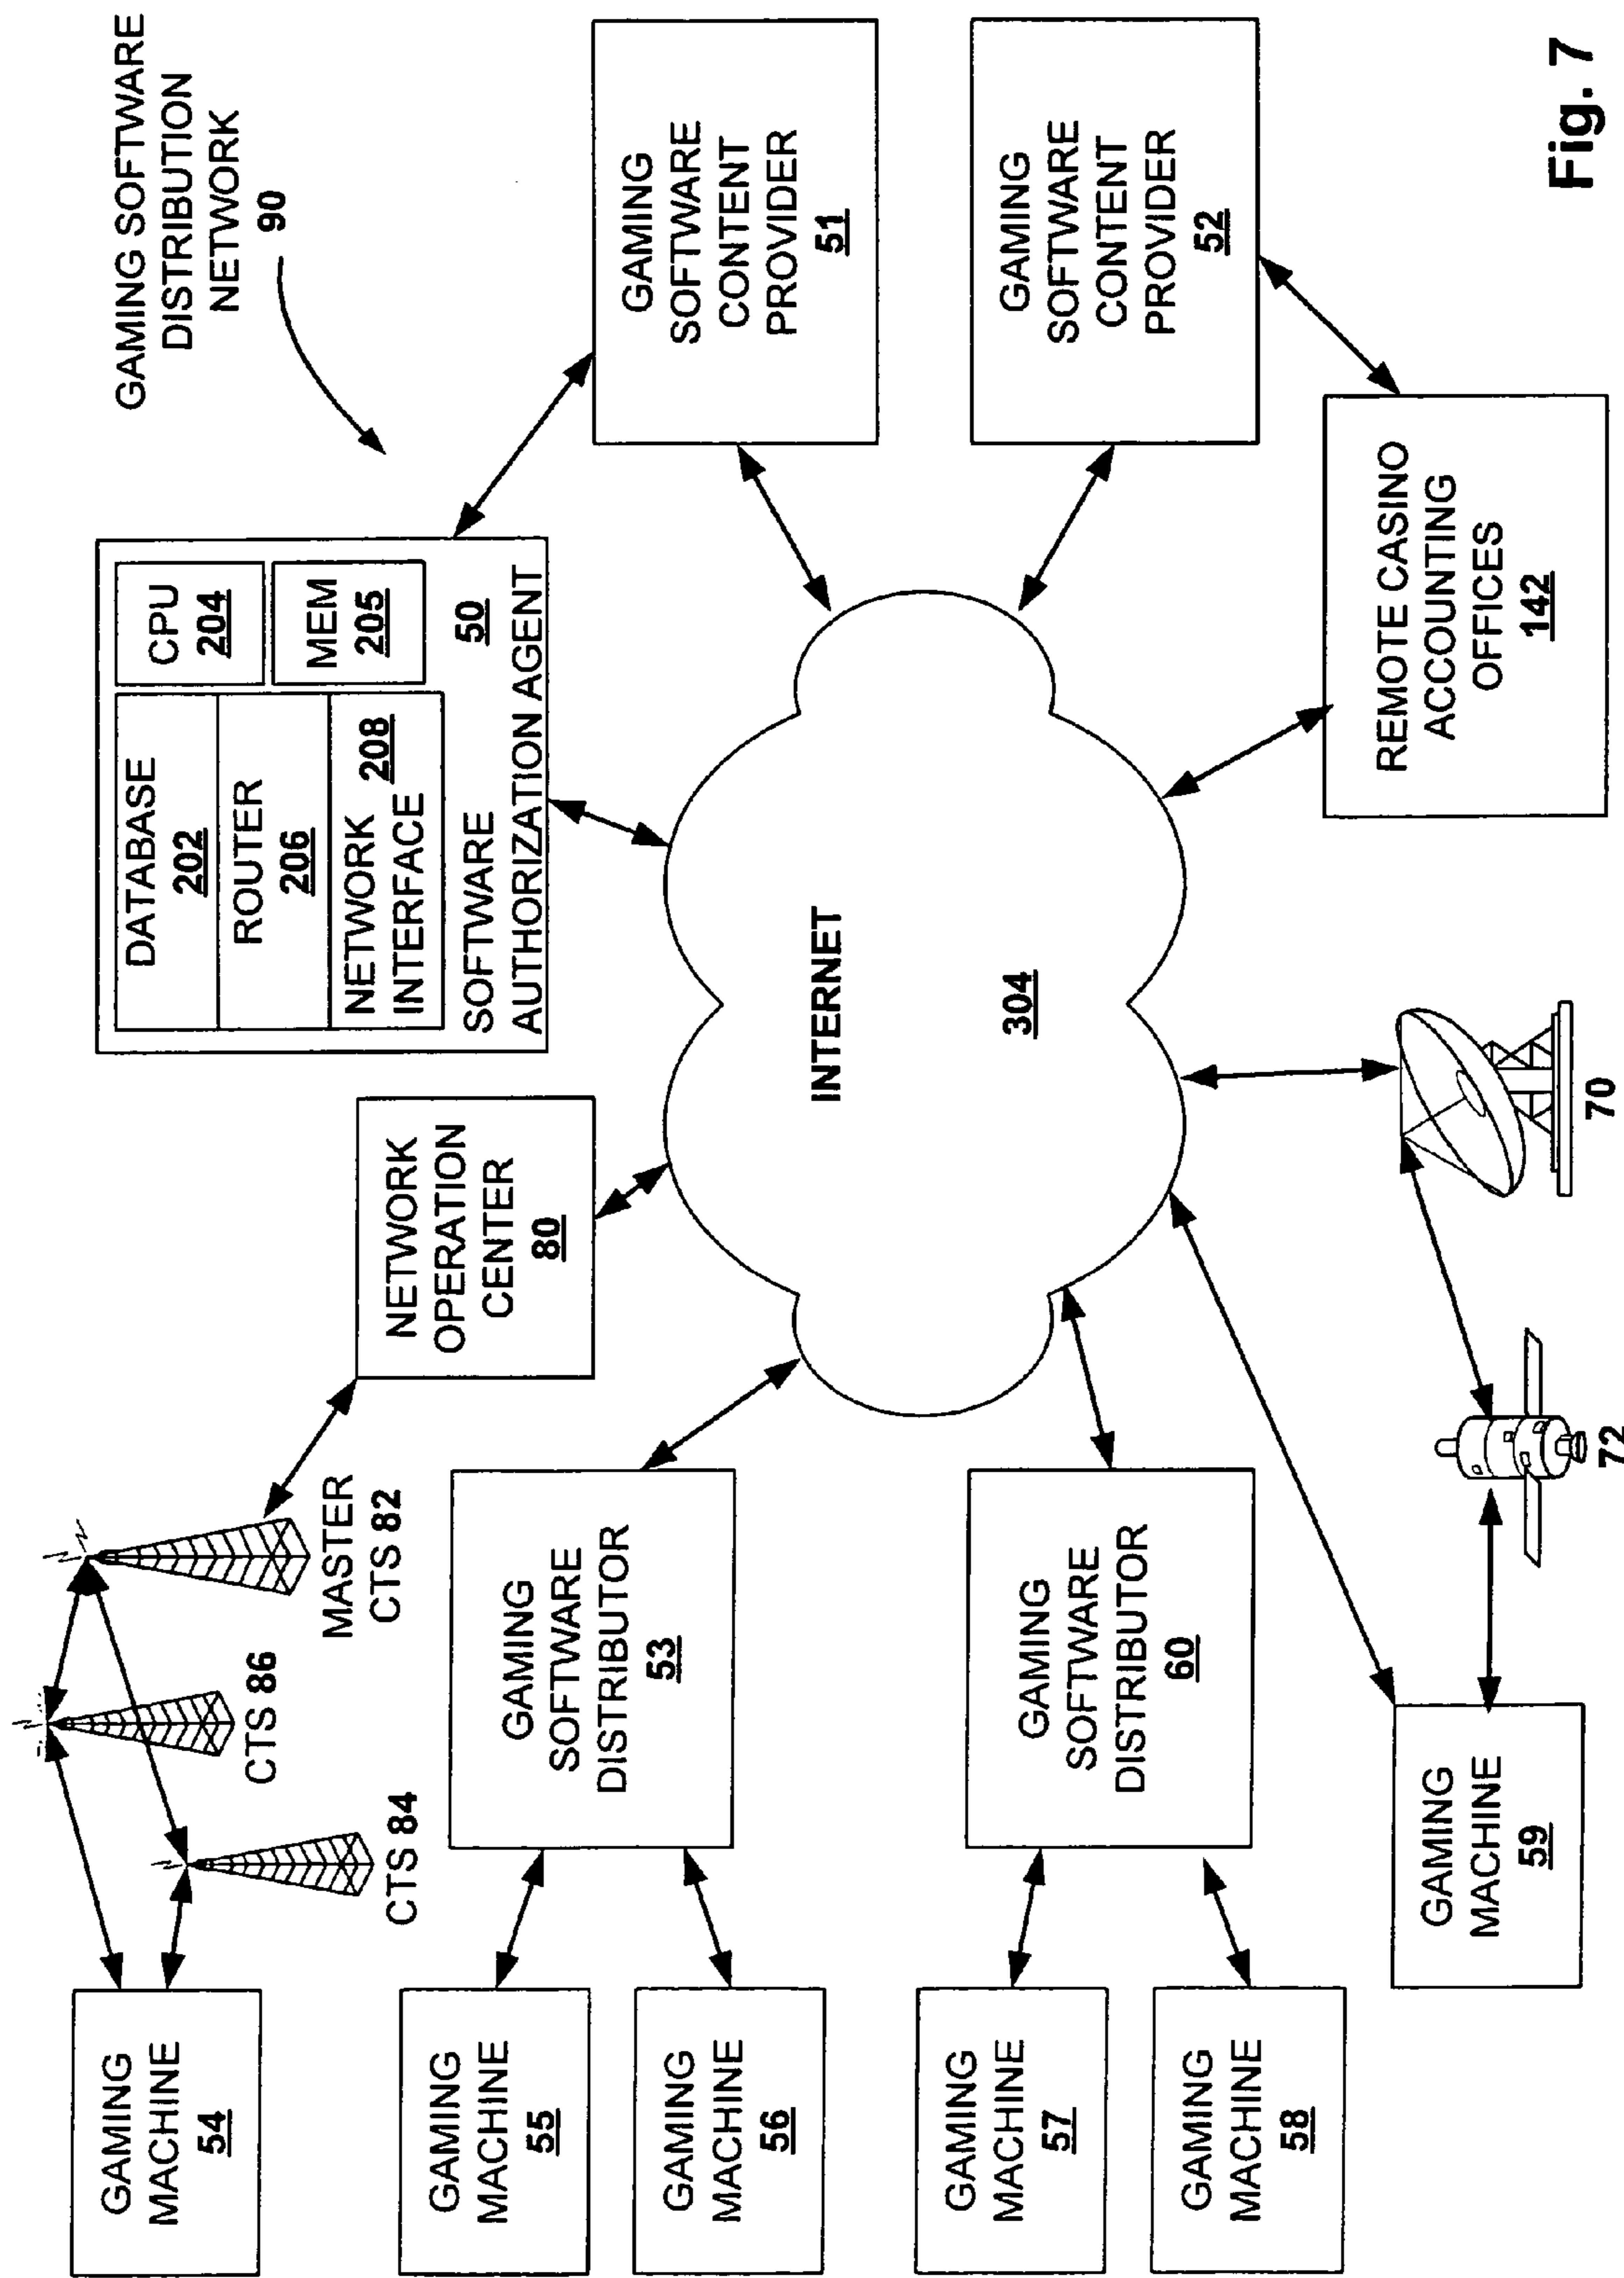 GAMING SOFTWARE
DISTRIBUTION
NETWORK
90
DATABASE
202
CPU
204
ROUTER
206
MEM
205
NETWORK
208
INTERFACE
SOFTWARE
50
AUTHORIZATION AGENT
MASTER
CTS 82
CTS 86
CTS 84
NETWORK
OPERATION
CENTER
80
GAMING
MACHINE
54
GAMING
MACHINE
55
GAMING
MACHINE
56
GAMING
SOFTWARE
DISTRIBUTOR
53
INTERNET
304
GAMING
SOFTWARE
CONTENT
PROVIDER
51
GAMING
SOFTWARE
CONTENT
PROVIDER
52
GAMING
MACHINE
57
GAMING
MACHINE
58
GAMING
SOFTWARE
DISTRIBUTOR
60
GAMING
MACHINE
59
72
70
REMOTE CASINO
ACCOUNTING
OFFICES
142
Fig. 7